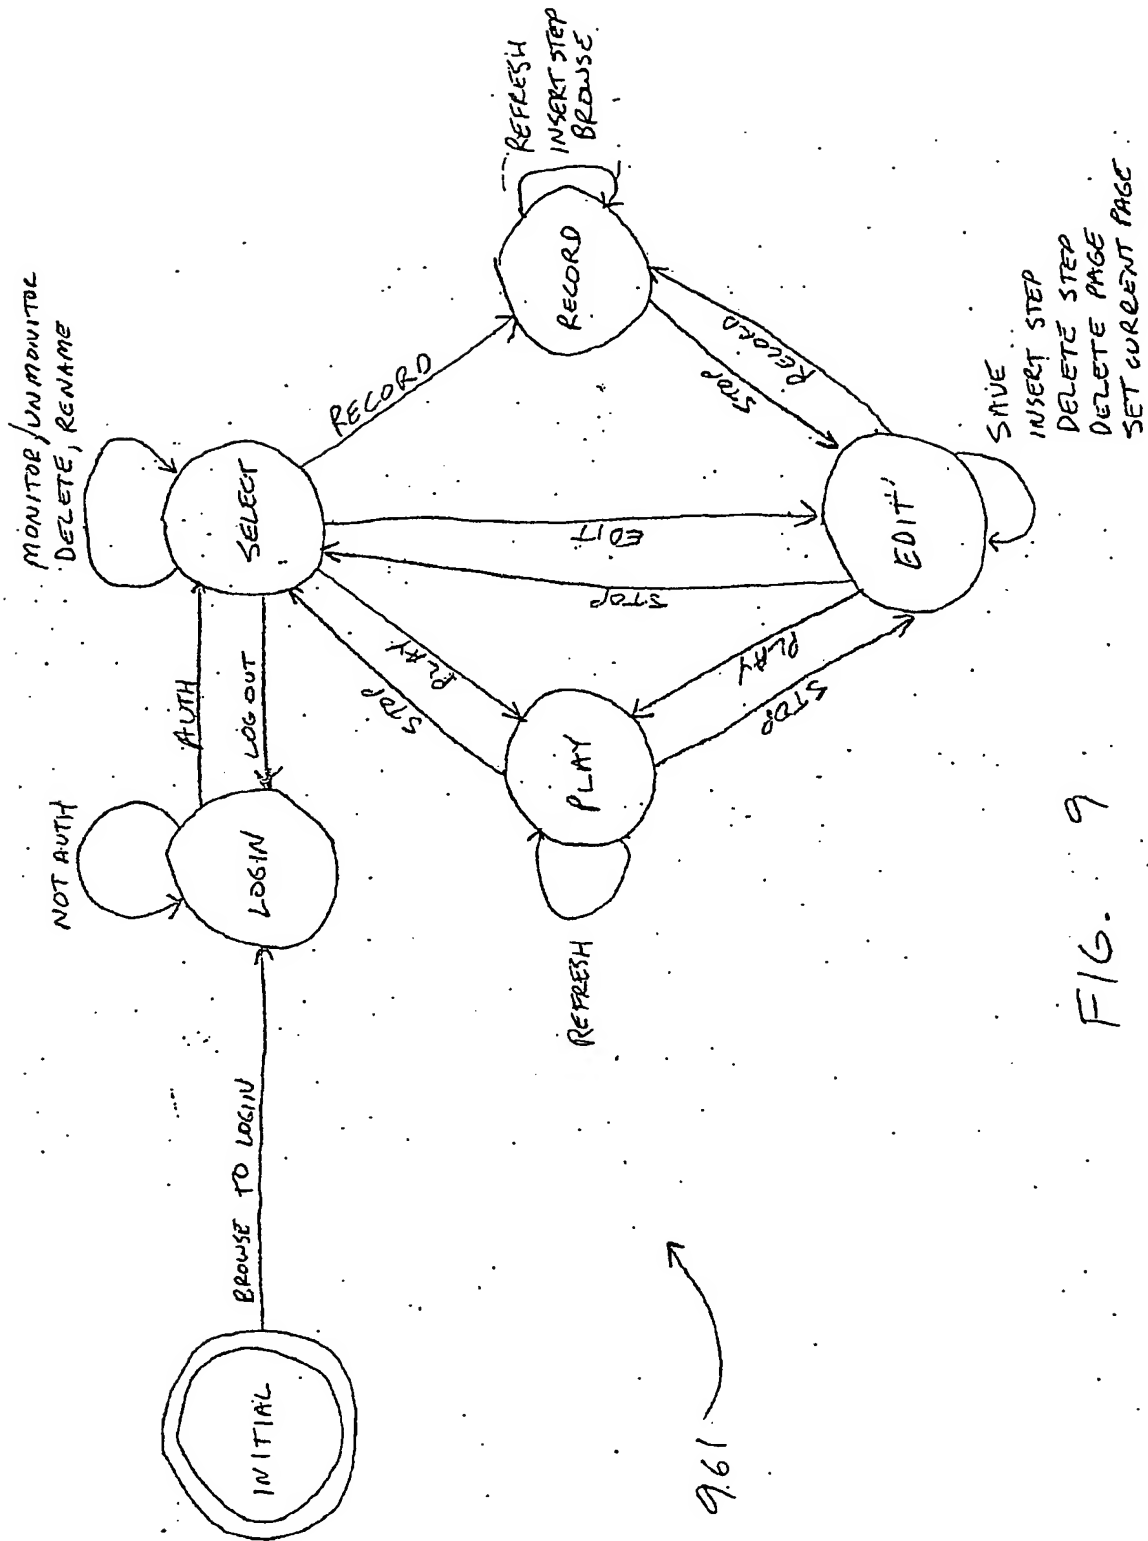 MONITOR/UNMONITOR
DELETE, RENAME
NOT AUTH
AUTH
LOGOUT
BROWSE TO LOGIN
INITIAL
LOGIN
SELECT
RECORD
REFRESH
INSERT STEP
BROWSE
RECORD
STOP
PLAY
STOP
EDIT
STOP
RECORD
REFRESH
PLAY
PLAY
STOP
EDIT
SAVE
INSERT STEP
DELETE STEP
DELETE PAGE
SET CURRENT PAGE
961
FIG. 9